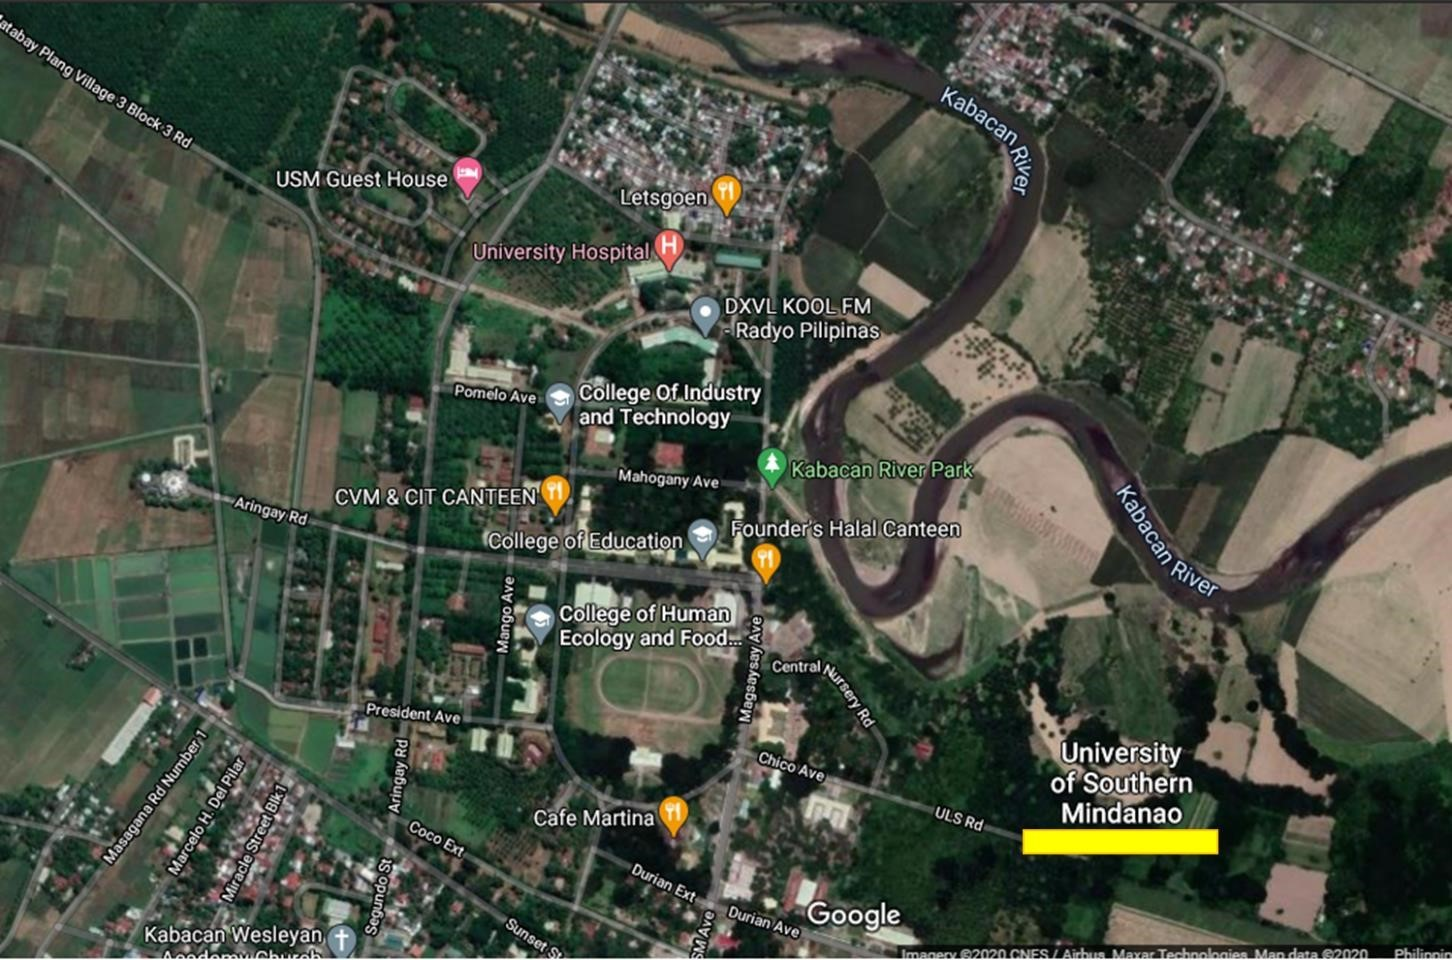 Matabay Plang Village 3 Block 3 Rd
Kabacan River
USM Guest House
Letsgoen
University Hospital
H
DXVL KOOL FM
- Radyo Pilipinas
Pomelo Ave
College Of Industry
and Technology
Mahogany Ave
Kabacan River Park
CVM & CIT CANTEEN
Aringay Rd
College of Education
Founder's Halal Canteen
Kabacan River
Mango Ave
College of Human
Ecology and Food...
Magsaysay Ave
Central Nursery Rd
President Ave
Masagana Rd Number 1
Marcelo H. Del Pilar
Miracle Street Blk1
Aringay Rd
Chico Ave
University
of Southern
Mindanao
ULS Rd
Cafe Martina
Coco Ext
Durian Ext
Segundo St
Google
Durian Ave
Sunset St
Kabacan Wesleyan
Academy Church
Imagery ©2020 CNES / Airbus, Maxar Technologies, Map data ©2020